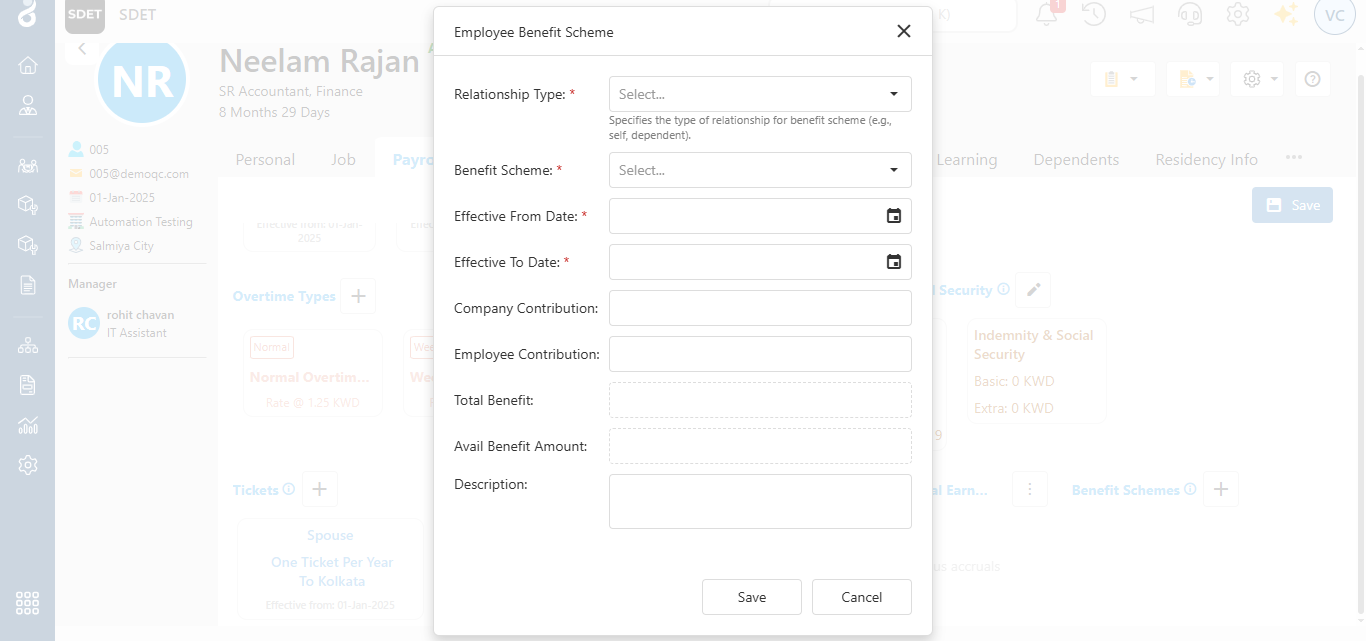 SDET
SDET
K)
1
VC
NR
Neelam Rajan
SR Accountant, Finance
8 Months 29 Days
005
005@demoqc.com
01-Jan-2025
Automation Testing
Salmiya City
Manager
RC
rohit chavan
IT Assistant
Personal
Job
Payro
Learning
Dependents
Residency Info
Save
Effective from: 01-Jan-
2025
Overtime Types
Normal
Normal Overtim...
Rate @ 1.25 KWD
Wee
We
Security
Indemnity & Social
Security
Basic: 0 KWD
Extra: 0 KWD
9
Tickets
Spouse
One Ticket Per Year
To Kolkata
Effective from: 01-Jan-2025
al Earn...
Benefit Schemes
us accruals
Employee Benefit Scheme
Relationship Type: *
Select...
Specifies the type of relationship for benefit scheme (e.g.,
self, dependent).
Benefit Scheme: *
Select...
Effective From Date: *
Effective To Date: *
Company Contribution:
Employee Contribution:
Total Benefit:
Avail Benefit Amount:
Description:
Save
Cancel